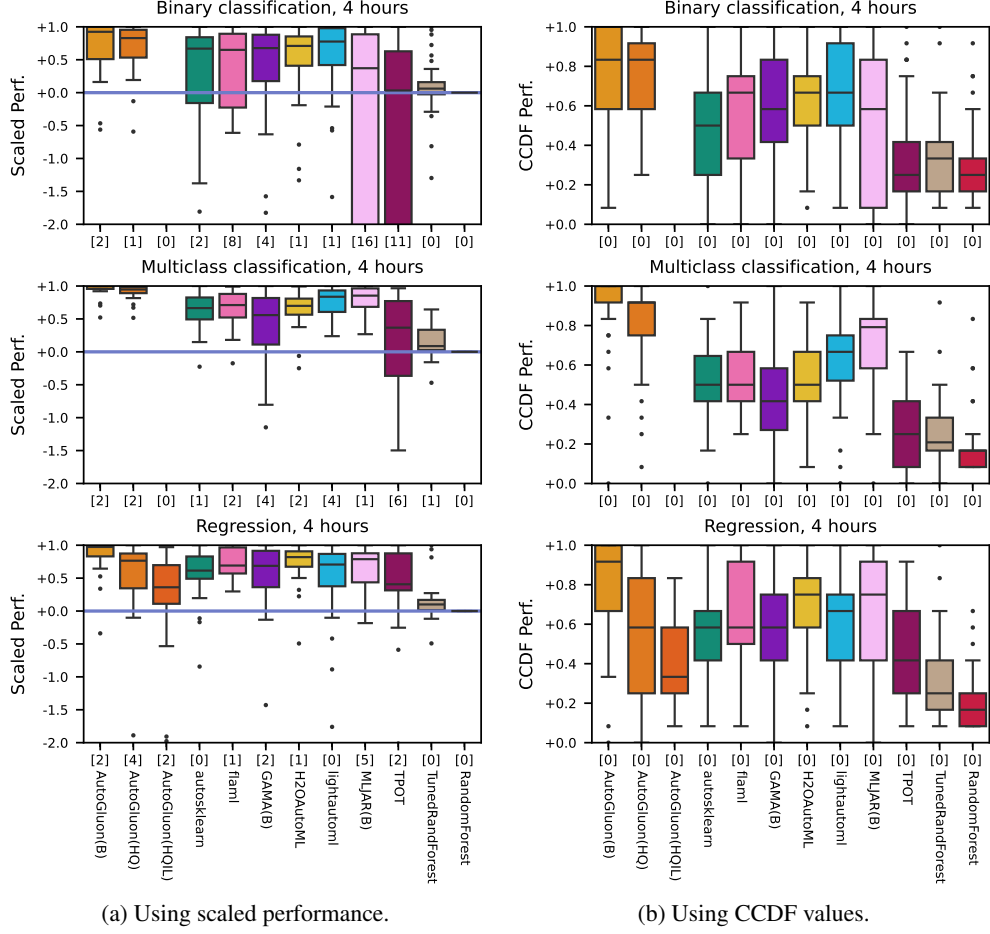 Binary classification, 4 hours
Scaled Perf.
+1.0
+0.5
+0.0
-0.5
-1.0
-1.5
-2.0
[2] [1] [0] [2] [8] [4] [1] [1] [16] [11] [0] [0]
Multiclass classification, 4 hours
Scaled Perf.
+1.0
+0.5
+0.0
-0.5
-1.0
-1.5
-2.0
[2] [2] [0] [1] [2] [4] [2] [4] [1] [6] [1] [0]
Regression, 4 hours
Scaled Perf.
+1.0
+0.5
+0.0
-0.5
-1.0
-1.5
-2.0
[2] AutoGluon(B)
[4] AutoGluon(HQ)
[2] AutoGluon(HQIL)
[0] autosklearn
[1] flaml
[2] GAMA(B)
[1] H2OAutoML
[0] lightautoml
[5] MLJAR(B)
[2] TPOT
[0] TunedRandForest
[0] RandomForest
(a) Using scaled performance.
Binary classification, 4 hours
CCDF Perf.
+1.0
+0.8
+0.6
+0.4
+0.2
+0.0
[0] [0] [0] [0] [0] [0] [0] [0] [0] [0] [0] [0]
Multiclass classification, 4 hours
CCDF Perf.
+1.0
+0.8
+0.6
+0.4
+0.2
+0.0
[0] [0] [0] [0] [0] [0] [0] [0] [0] [0] [0] [0]
Regression, 4 hours
CCDF Perf.
+1.0
+0.8
+0.6
+0.4
+0.2
+0.0
[0] AutoGluon(B)
[0] AutoGluon(HQ)
[0] AutoGluon(HQIL)
[0] autosklearn
[0] flaml
[0] GAMA(B)
[0] H2OAutoML
[0] lightautoml
[0] MLJAR(B)
[0] TPOT
[0] TunedRandForest
[0] RandomForest
(b) Using CCDF values.